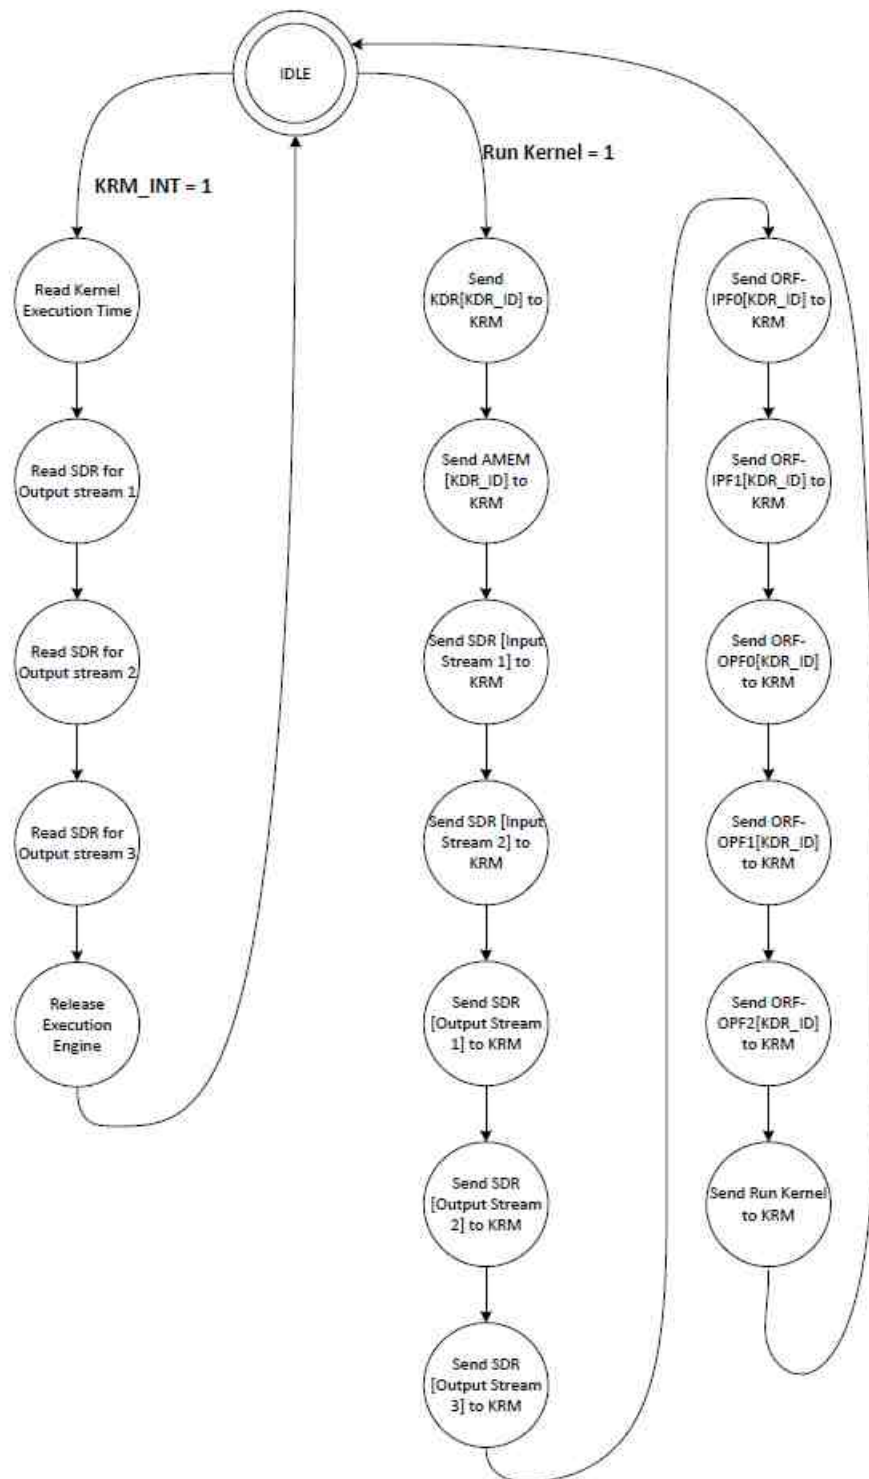 IDLE
KRM_INT = 1
Run Kernel = 1
Read Kernel
Execution Time
Read SDR for
Output stream 1
Read SDR for
Output stream 2
Read SDR for
Output stream 3
Release
Execution
Engine
Send
KDR[KDR_ID] to
KRM
Send AMEM
[KDR_ID] to
KRM
Send SDR [Input
Stream 1] to
KRM
Send SDR [Input
Stream 2] to
KRM
Send SDR
[Output Stream
1] to KRM
Send SDR
[Output Stream
2] to KRM
Send SDR
[Output Stream
3] to KRM
Send ORF-
IPF0[KDR_ID] to
KRM
Send ORF-
IPF1[KDR_ID] to
KRM
Send ORF-
OPF0[KDR_ID]
to KRM
Send ORF-
OPF1[KDR_ID]
to KRM
Send ORF-
OPF2[KDR_ID]
to KRM
Send Run Kernel
to KRM